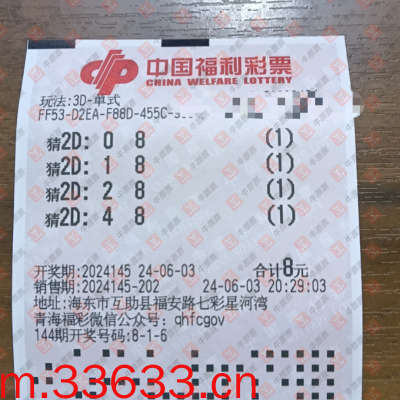 中国福利彩票
CHINA WELFARE LOTTERY
玩法:3D-单式
FF53-D2EA-F88D-455C-
猜2D: 0 8 (1)
猜2D: 1 8 (1)
猜2D: 2 8 (1)
猜2D: 4 8 (1)
开奖期:2024145 24-06-03 合计8元
销售期:2024145-202 24-06-03 20:29:03
地址:海东市互助县福安路七彩星河湾
青海福彩微信公众号: qhfcgov
144期开奖号码:8-1-6
m.33633.cn